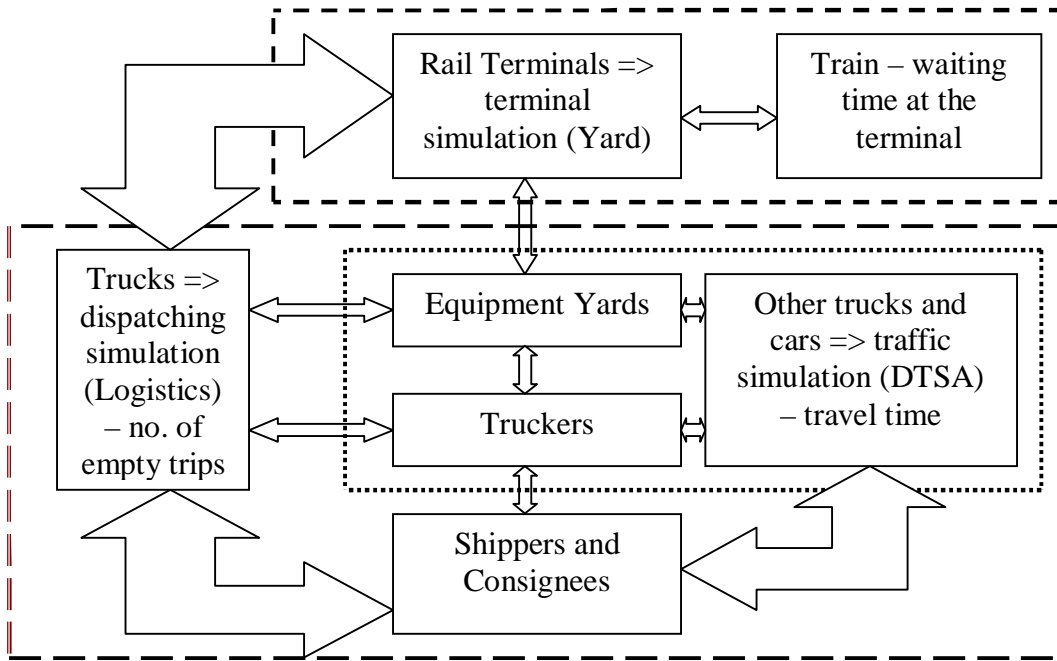 Rail Terminals =>
terminal
simulation (Yard)
Train – waiting
time at the
terminal
Trucks =>
dispatching
simulation
(Logistics)
– no. of
empty trips
Equipment Yards
Other trucks and
cars => traffic
simulation (DTSA)
– travel time
Truckers
Shippers and
Consignees